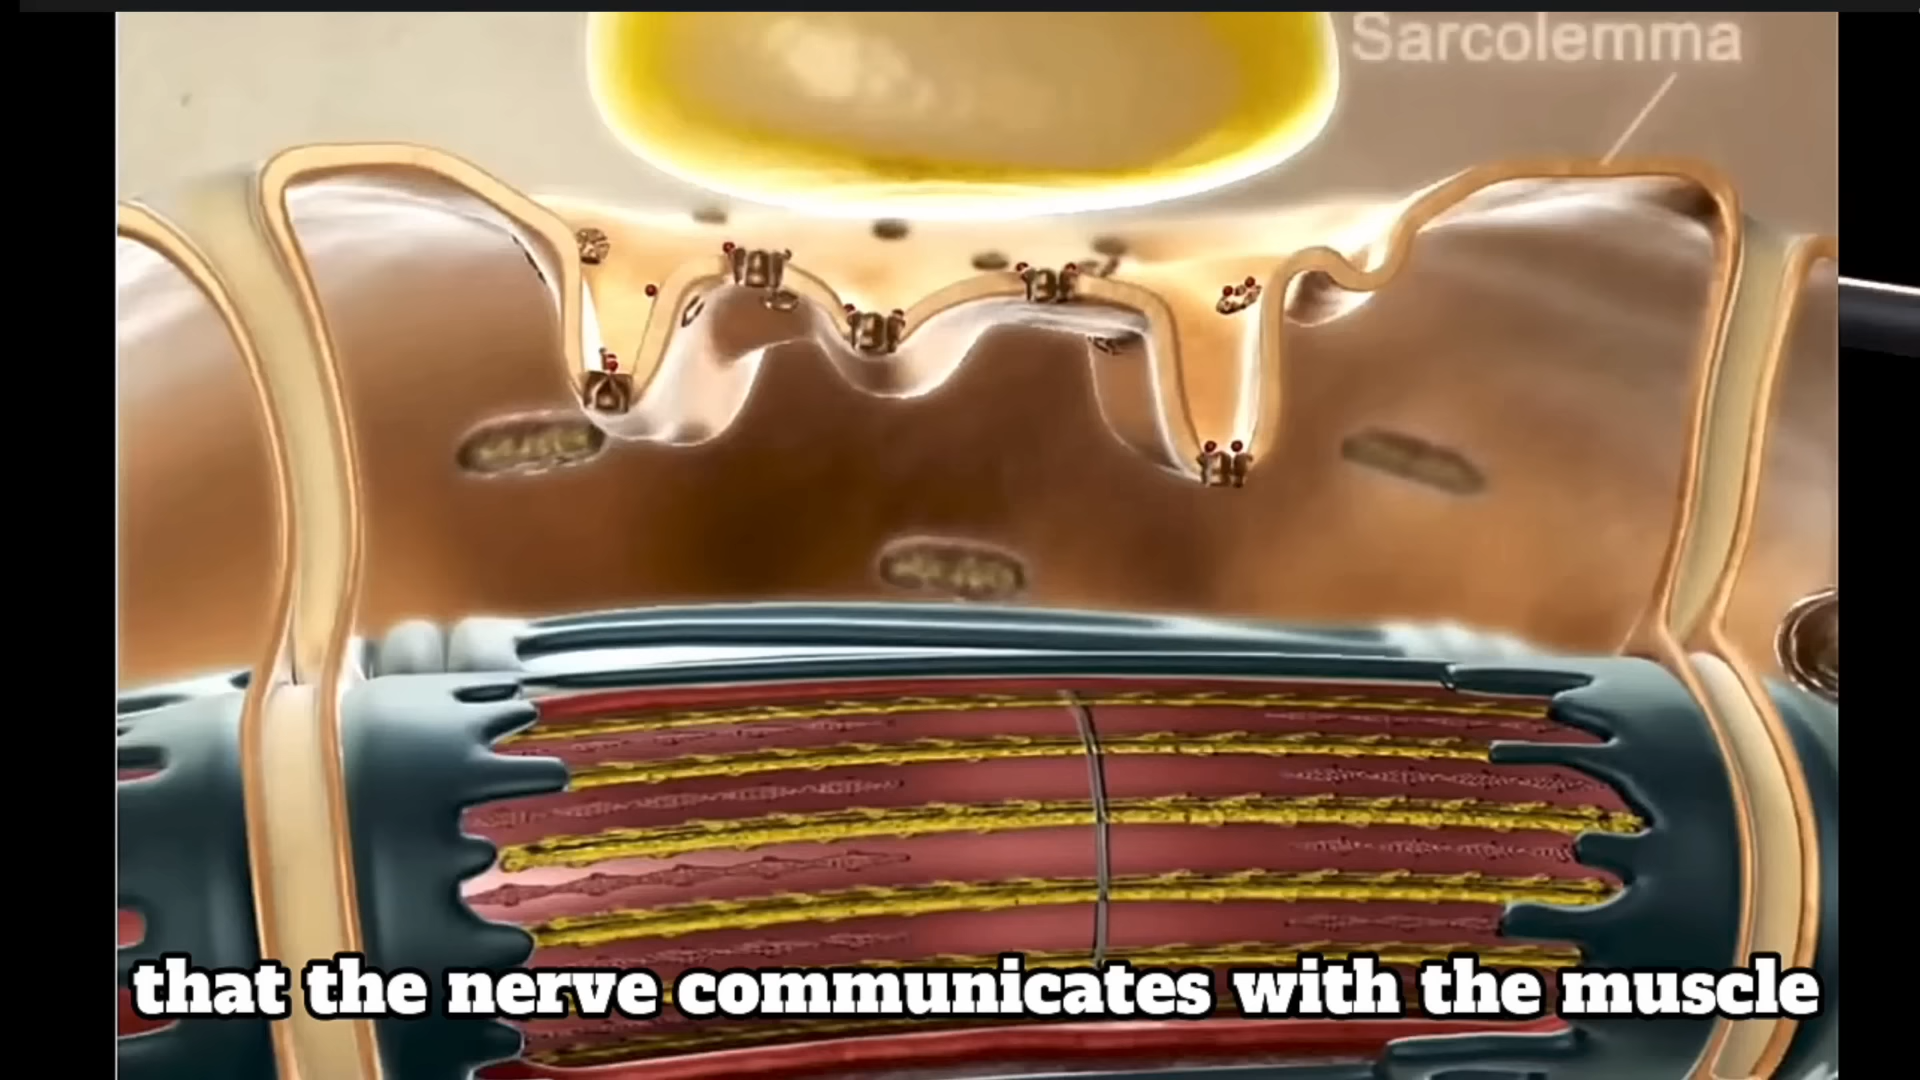 Sarcolemma
that the nerve communicates with the muscle